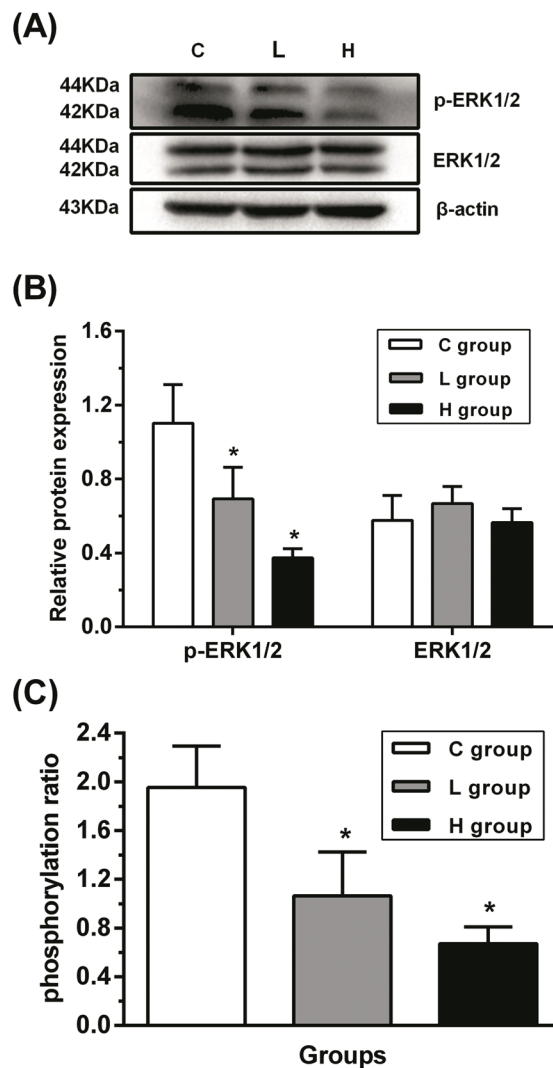 (A)
C L H
44KDa
42KDa
p-ERK1/2
44KDa
42KDa
ERK1/2
43KDa
β-actin
(B)
Relative protein expression
1.6
1.2
0.8
0.4
0.0
C group
L group
H group
*
*
p-ERK1/2 ERK1/2
(C)
phosphorylation ratio
2.4
2.0
1.6
1.2
0.8
0.4
0.0
C group
L group
H group
*
*
Groups